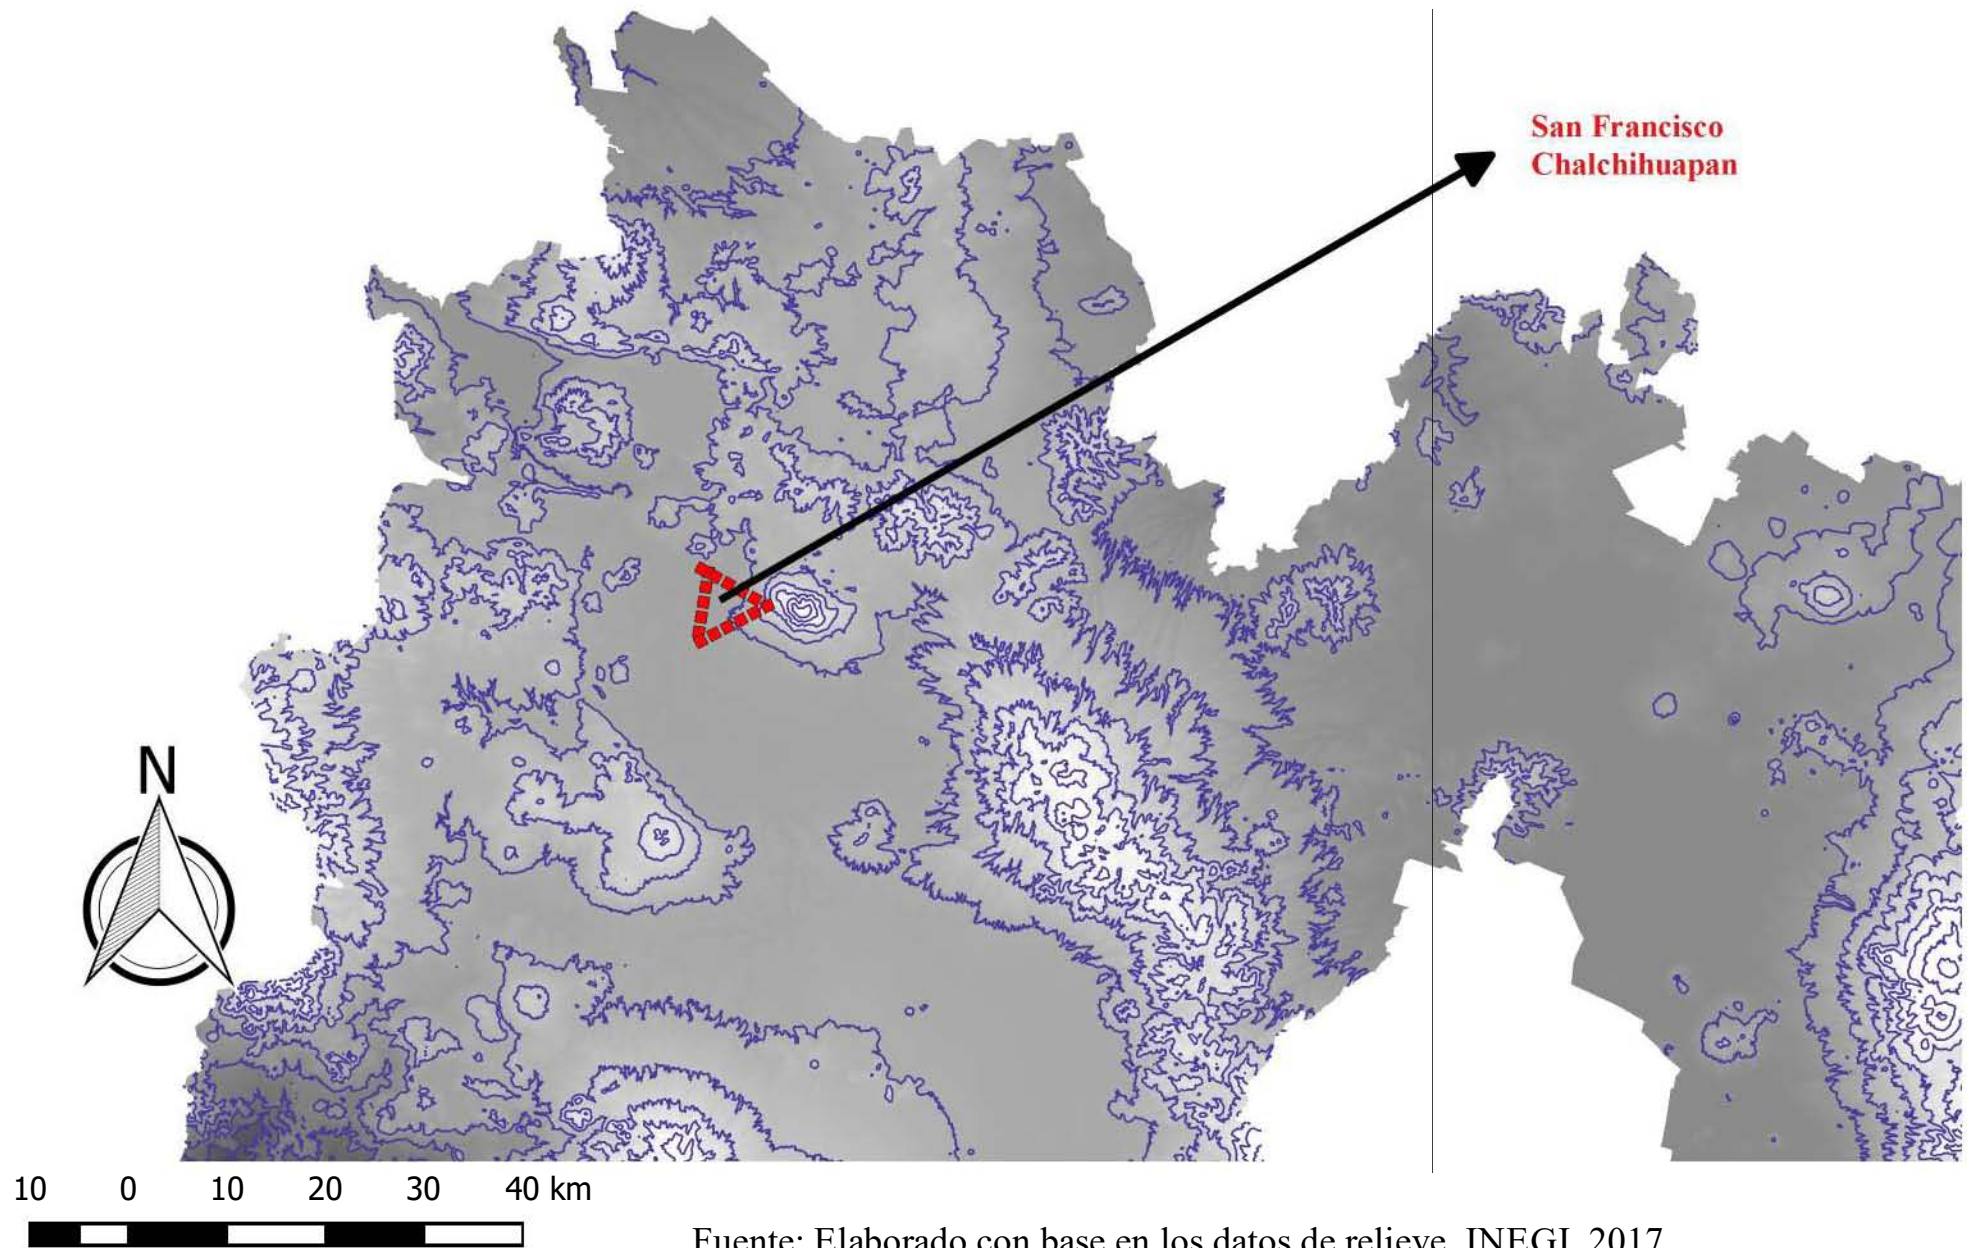 San Francisco
Chalchihuapan
N
10 0 10 20 30 40 km
Fuente: Elaborado con base en los datos de relieve, INEGI, 2017